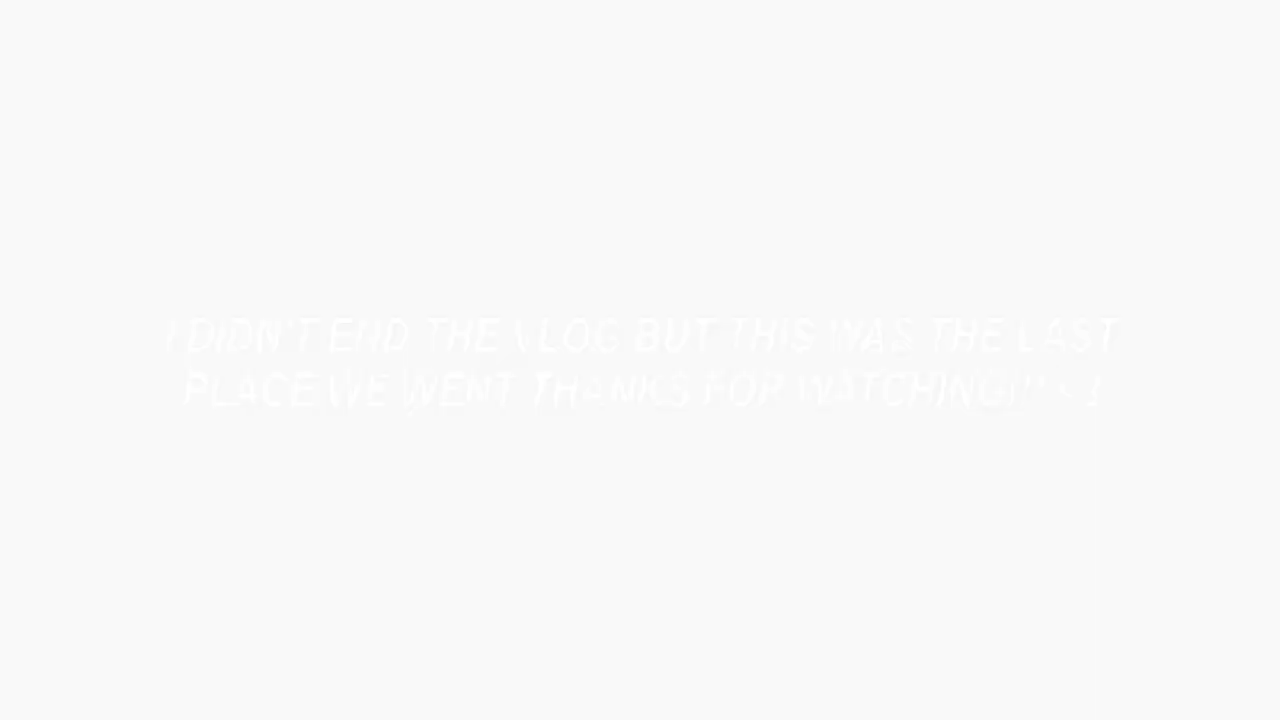 I DIDN'T END THE VLOG BUT THIS WAS THE LAST
PLACE WE WENT THANKS FOR WATCHING